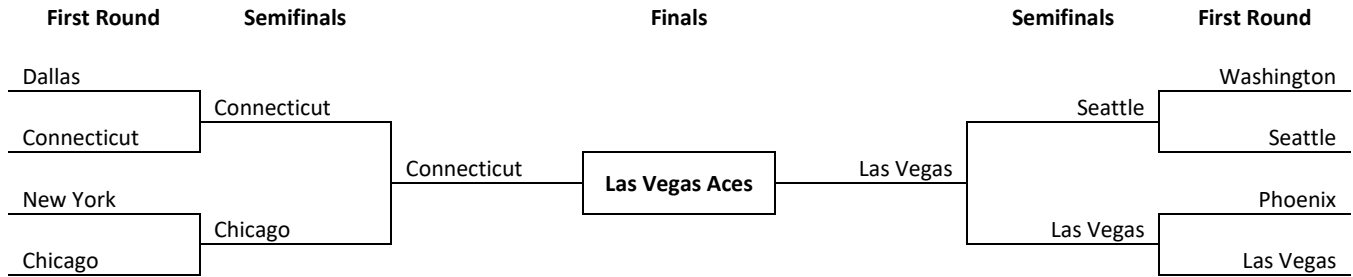 First Round Semifinals Finals Semifinals First Round
Dallas Washington
Connecticut Seattle
Connecticut Seattle
Connecticut Las Vegas
Las Vegas Aces
New York Phoenix
Chicago Las Vegas
Chicago Las Vegas